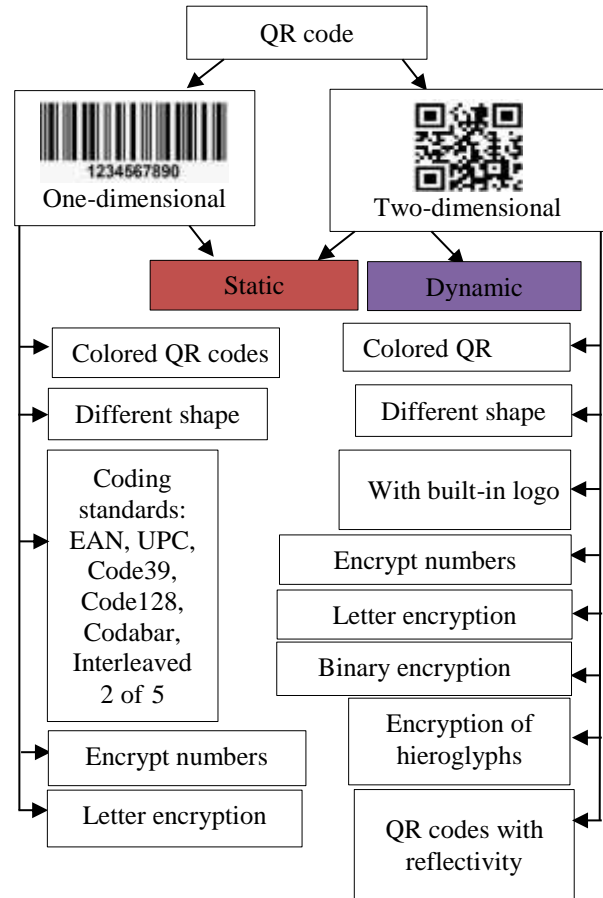 QR code
1234567890
One-dimensional
Two-dimensional
Static
Dynamic
Colored QR codes
Different shape
Coding
standards:
EAN, UPC,
Code39,
Code128,
Codabar,
Interleaved
2 of 5
Encrypt numbers
Letter encryption
Colored QR
Different shape
With built-in logo
Encrypt numbers
Letter encryption
Binary encryption
Encryption of
hieroglyphs
QR codes with
reflectivity